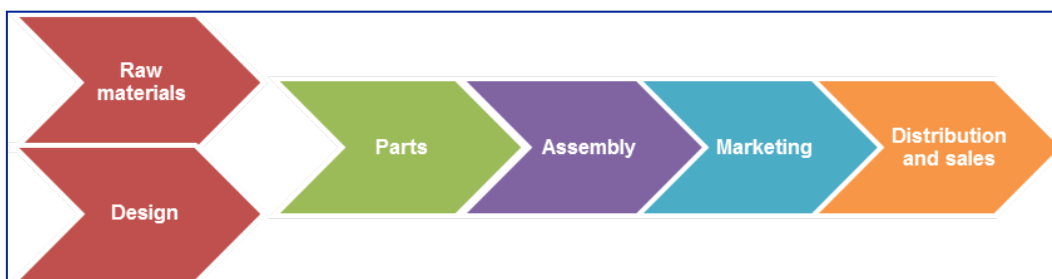 Raw
materials
Design
Parts
Assembly
Marketing
Distribution
and sales